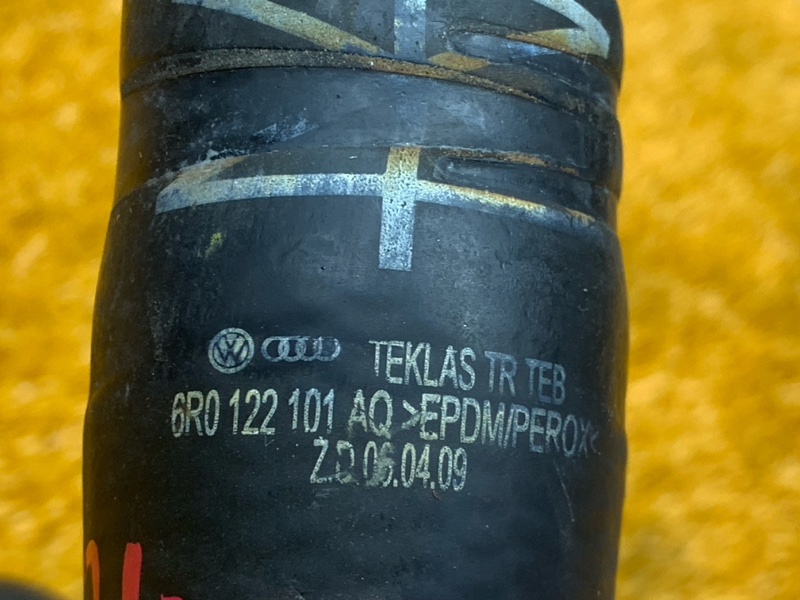 TEKLAS TR TEB
6R0 122 101 AQ >EPDM/PEROX<
Z.D 06.04.09